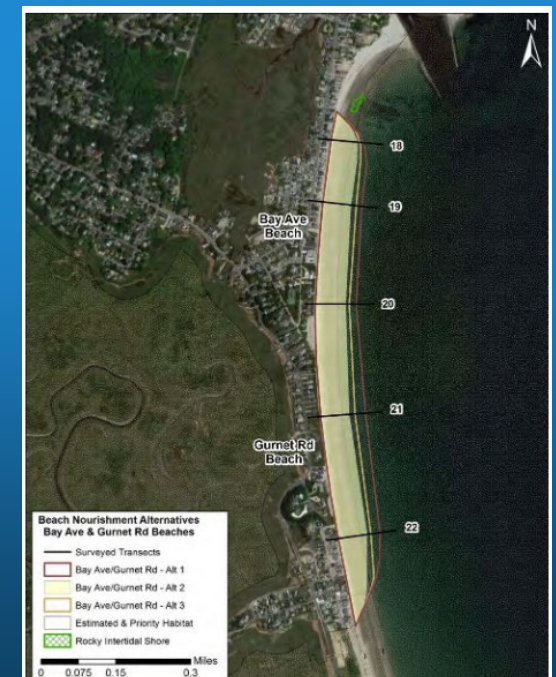 N
18
19
Bay Ave
Beach
20
21
Gurnet Rd
Beach
22
Beach Nourishment Alternatives
Bay Ave & Gurnet Rd Beaches
Surveyed Transects
Bay Ave/Gurnet Rd - Alt 1
Bay Ave/Gurnet Rd - Alt 2
Bay Ave/Gurnet Rd - Alt 3
Estimated & Priority Habitat
Rocky Intertidal Shore
Miles
0 0.075 0.15 0.3